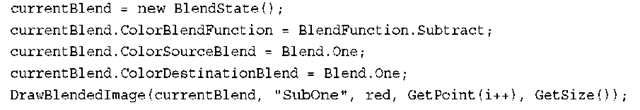 currentBlend = new BlendState();
currentBlend.ColorBlendFunction = BlendFunction.Subtract;
currentBlend.ColorSourceBlend = Blend.One;
currentBlend.ColorDestinationBlend = Blend.One;
DrawBlendedImage(currentBlend, "SubOne", red, GetPoint(i++), GetSize());